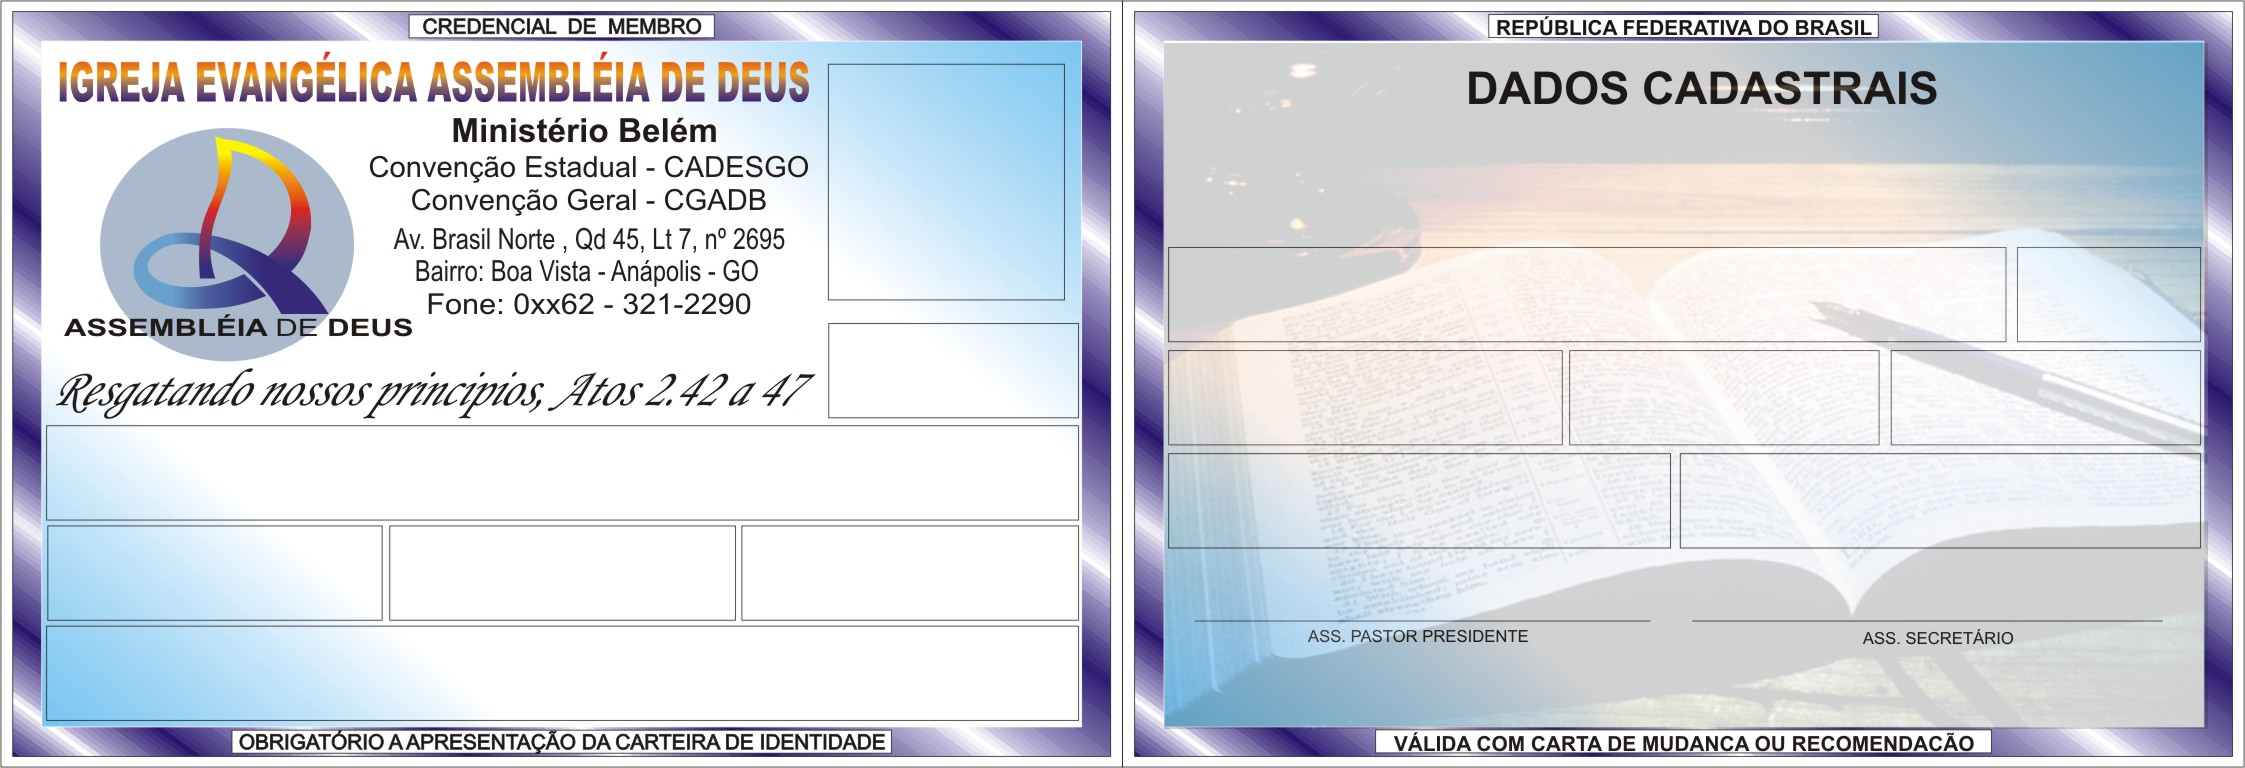 CREDENCIAL DE MEMBRO
IGREJA EVANGÉLICA ASSEMBLÉIA DE DEUS
Ministério Belém
Convenção Estadual - CADESGO
Convenção Geral - CGADB
Av. Brasil Norte , Qd 45, Lt 7, nº 2695
Bairro: Boa Vista - Anápolis - GO
Fone: 0xx62 - 321-2290
ASSEMBLÉIA DE DEUS
Resgatando nossos principios, Atos 2.42 a 47
OBRIGATÓRIO A APRESENTAÇÃO DA CARTEIRA DE IDENTIDADE
REPÚBLICA FEDERATIVA DO BRASIL
DADOS CADASTRAIS
ASS. PASTOR PRESIDENTE
ASS. SECRETÁRIO
VÁLIDA COM CARTA DE MUDANCA OU RECOMENDACÃO